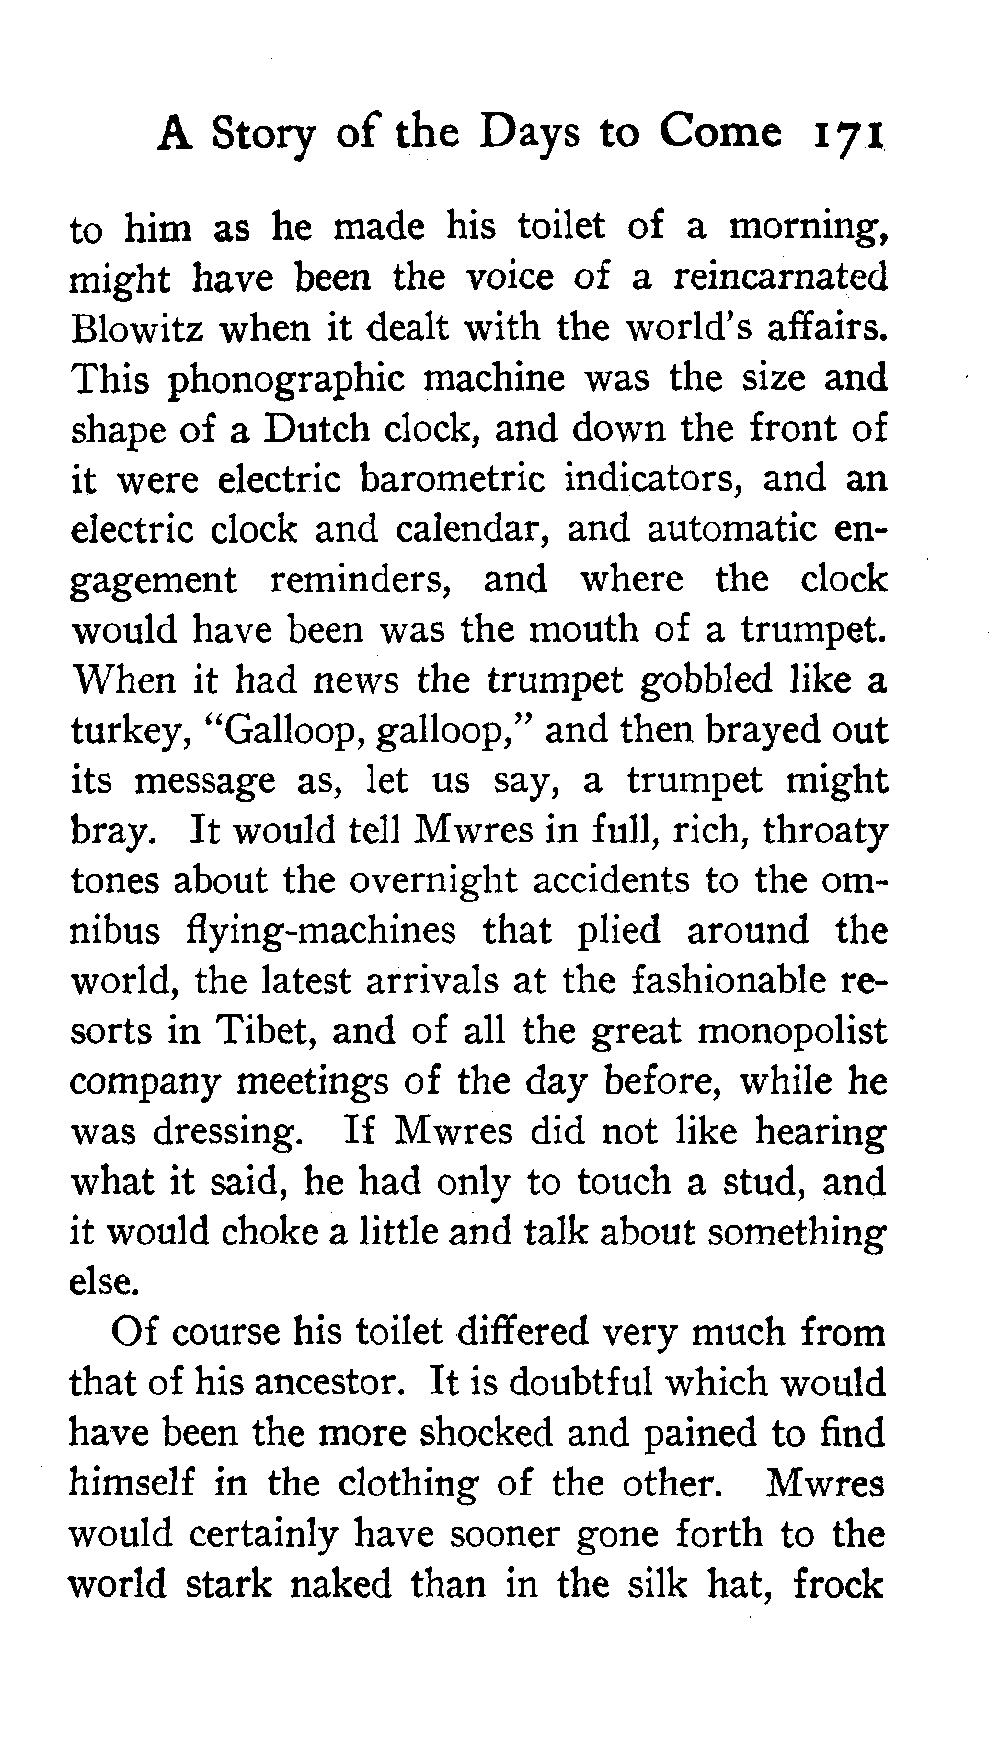 A Story of the Days to Come 171
to him as he made his toilet of a morning,
might have been the voice of a reincarnated
Blowitz when it dealt with the world's affairs.
This phonographic machine was the size and
shape of a Dutch clock, and down the front of
it were electric barometric indicators, and an
electric clock and calendar, and automatic en-
gagement reminders, and where the clock
would have been was the mouth of a trumpet.
When it had news the trumpet gobbled like a
turkey, “Galloop, galloop,” and then brayed out
its message as, let us say, a trumpet might
bray. It would tell Mwres in full, rich, throaty
tones about the overnight accidents to the om-
nibus flying-machines that plied around the
world, the latest arrivals at the fashionable re-
sorts in Tibet, and of all the great monopolist
company meetings of the day before, while he
was dressing. If Mwres did not like hearing
what it said, he had only to touch a stud, and
it would choke a little and talk about something
else.
Of course his toilet differed very much from
that of his ancestor. It is doubtful which would
have been the more shocked and pained to find
himself in the clothing of the other. Mwres
would certainly have sooner gone forth to the
world stark naked than in the silk hat, frock